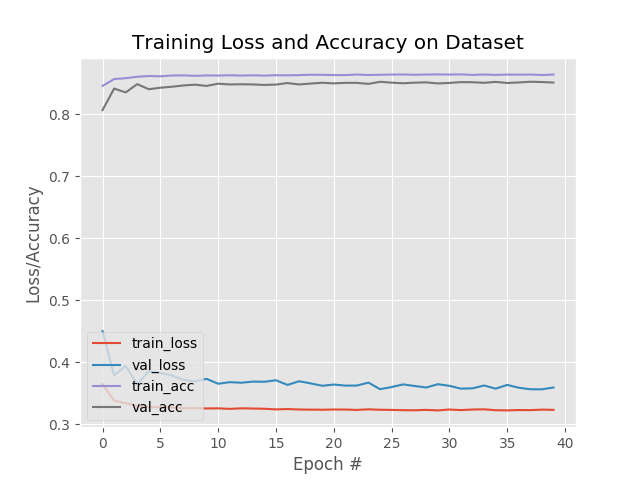 Training Loss and Accuracy on Dataset
Loss/Accuracy
0.8
0.7
0.6
0.5
0.4
0.3
train_loss
val_loss
train_acc
val_acc
0 5 10 15 20 25 30 35 40
Epoch #